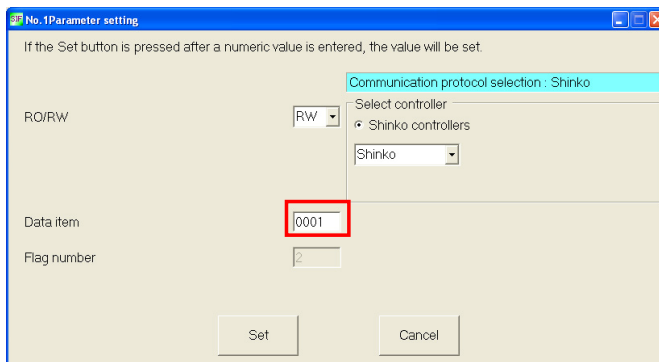 SIF No.1Parameter setting
If the Set button is pressed after a numeric value is entered, the value will be set.
Communication protocol selection : Shinko
RO/RW
RW
Select controller
Shinko controllers
Shinko
Data item
0001
Flag number
2
Set
Cancel